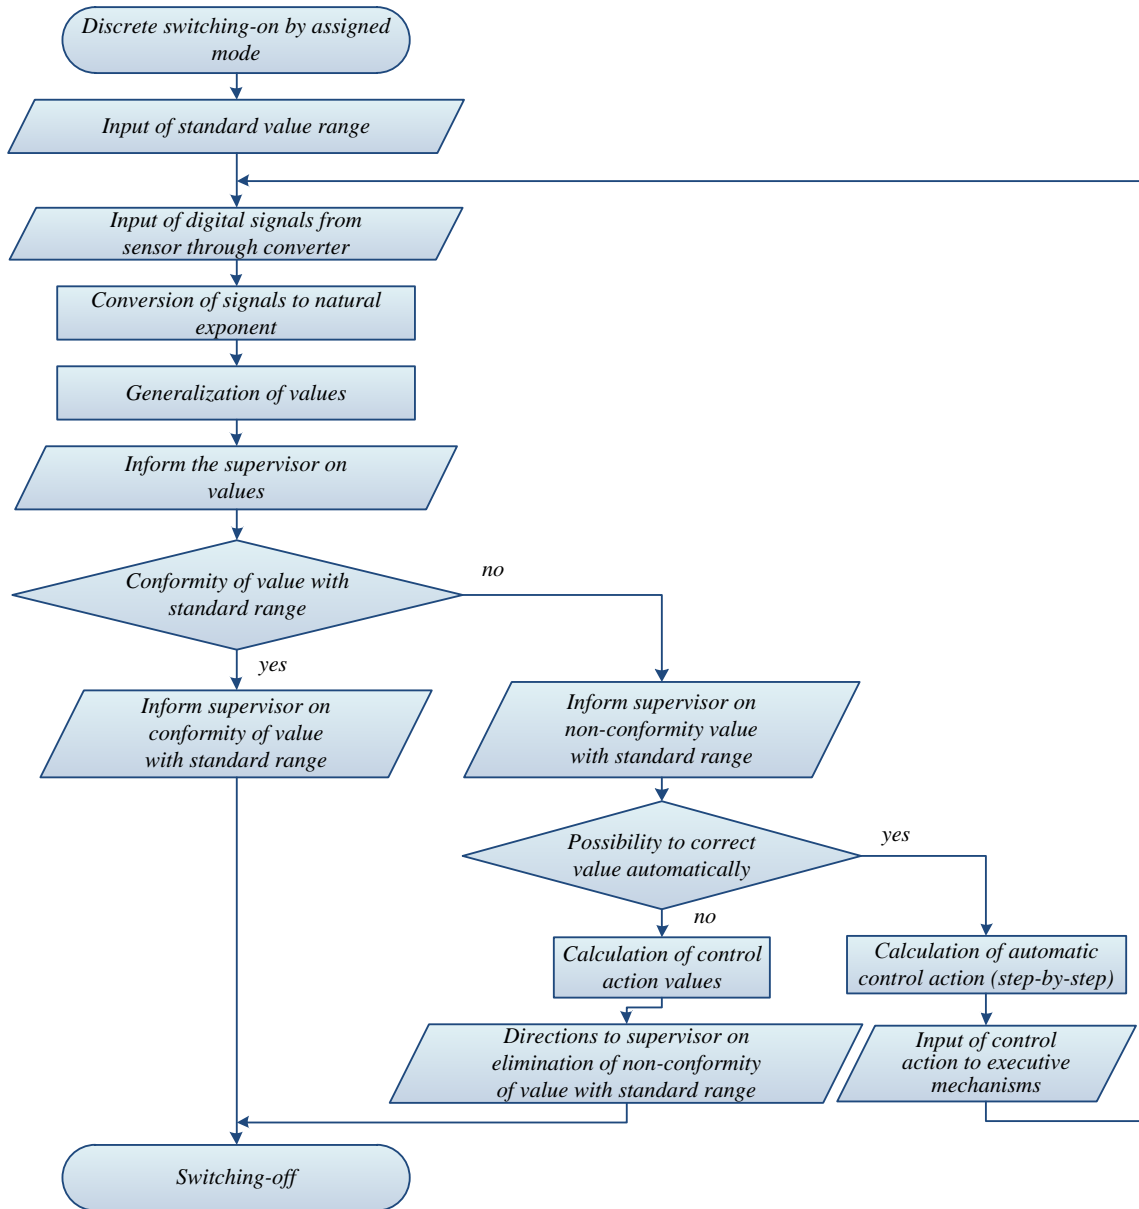 Discrete switching-on by assigned
mode
Input of standard value range
Input of digital signals from
sensor through converter
Conversion of signals to natural
exponent
Generalization of values
Inform the supervisor on
values
Conformity of value with
standard range
no
yes
Inform supervisor on
conformity of value
with standard range
Inform supervisor on
non-conformity value
with standard range
Possibility to correct
value automatically
yes
no
Calculation of control
action values
Calculation of automatic
control action (step-by-step)
Directions to supervisor on
elimination of non-conformity
of value with standard range
Input of control
action to executive
mechanisms
Switching-off